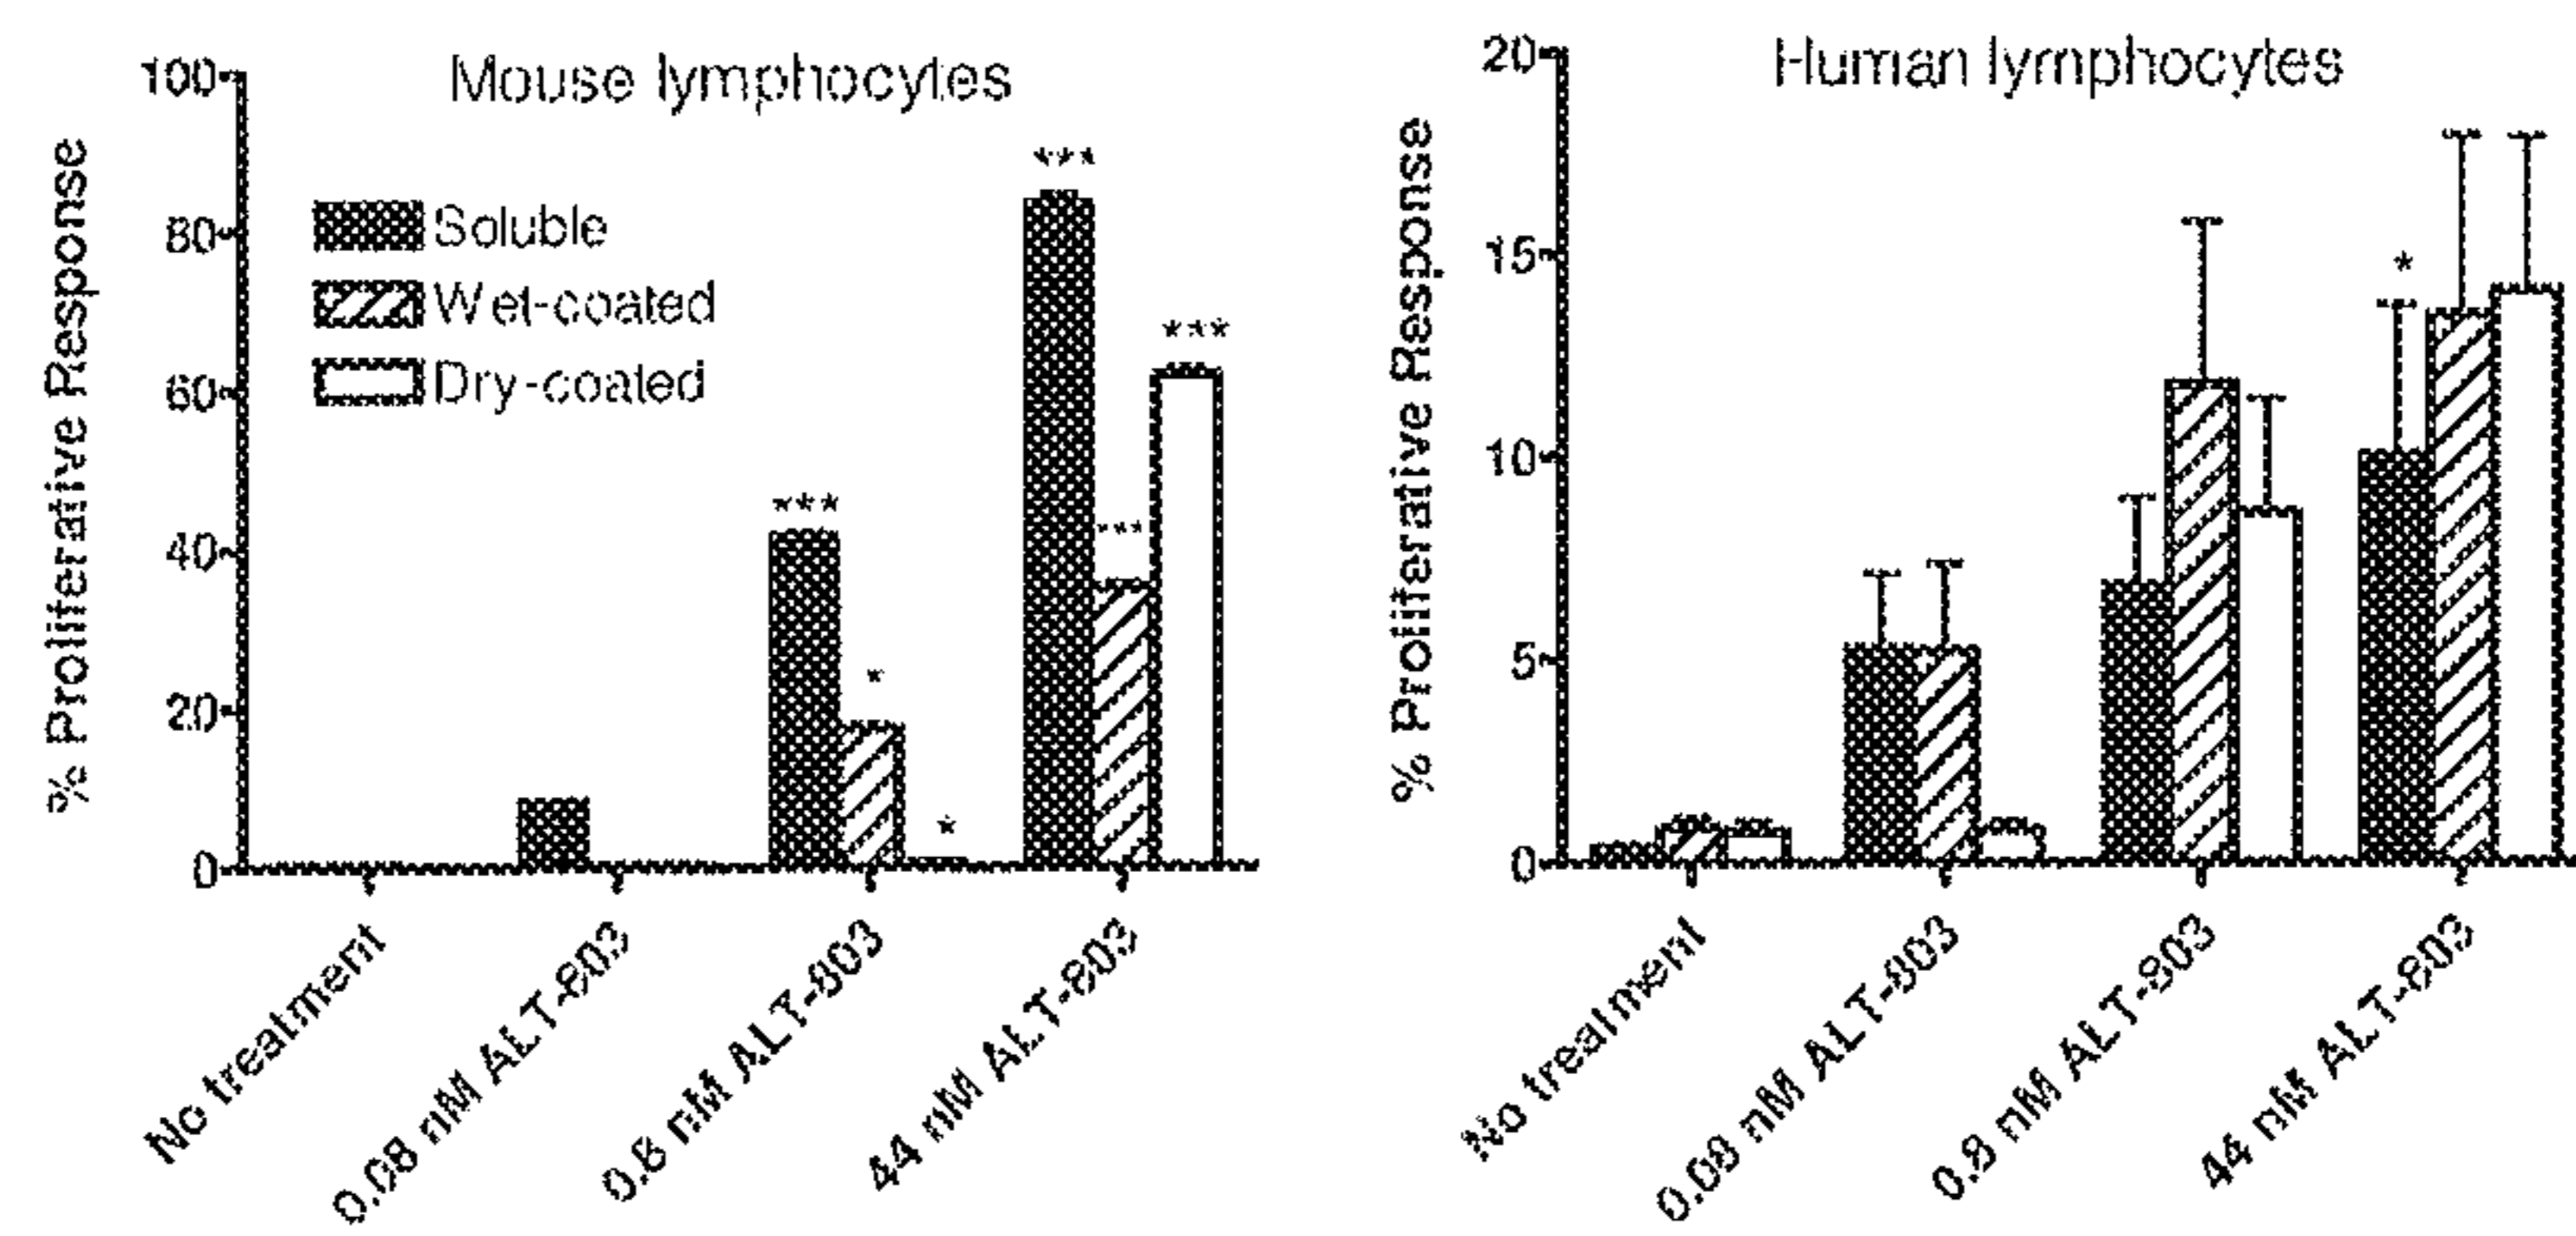 Mouse lymphocytes
% Proliferative Response
100
80
60
40
20
0
Soluble
Wet-coated
Dry-coated
***
*
*
***
***
***
No treatment
0.08 nM ALT-803
0.8 nM ALT-803
44 nM ALT-803
Human lymphocytes
% Proliferative Response
20
15
10
5
0
*
No treatment
0.08 nM ALT-803
0.8 nM ALT-803
44 nM ALT-803